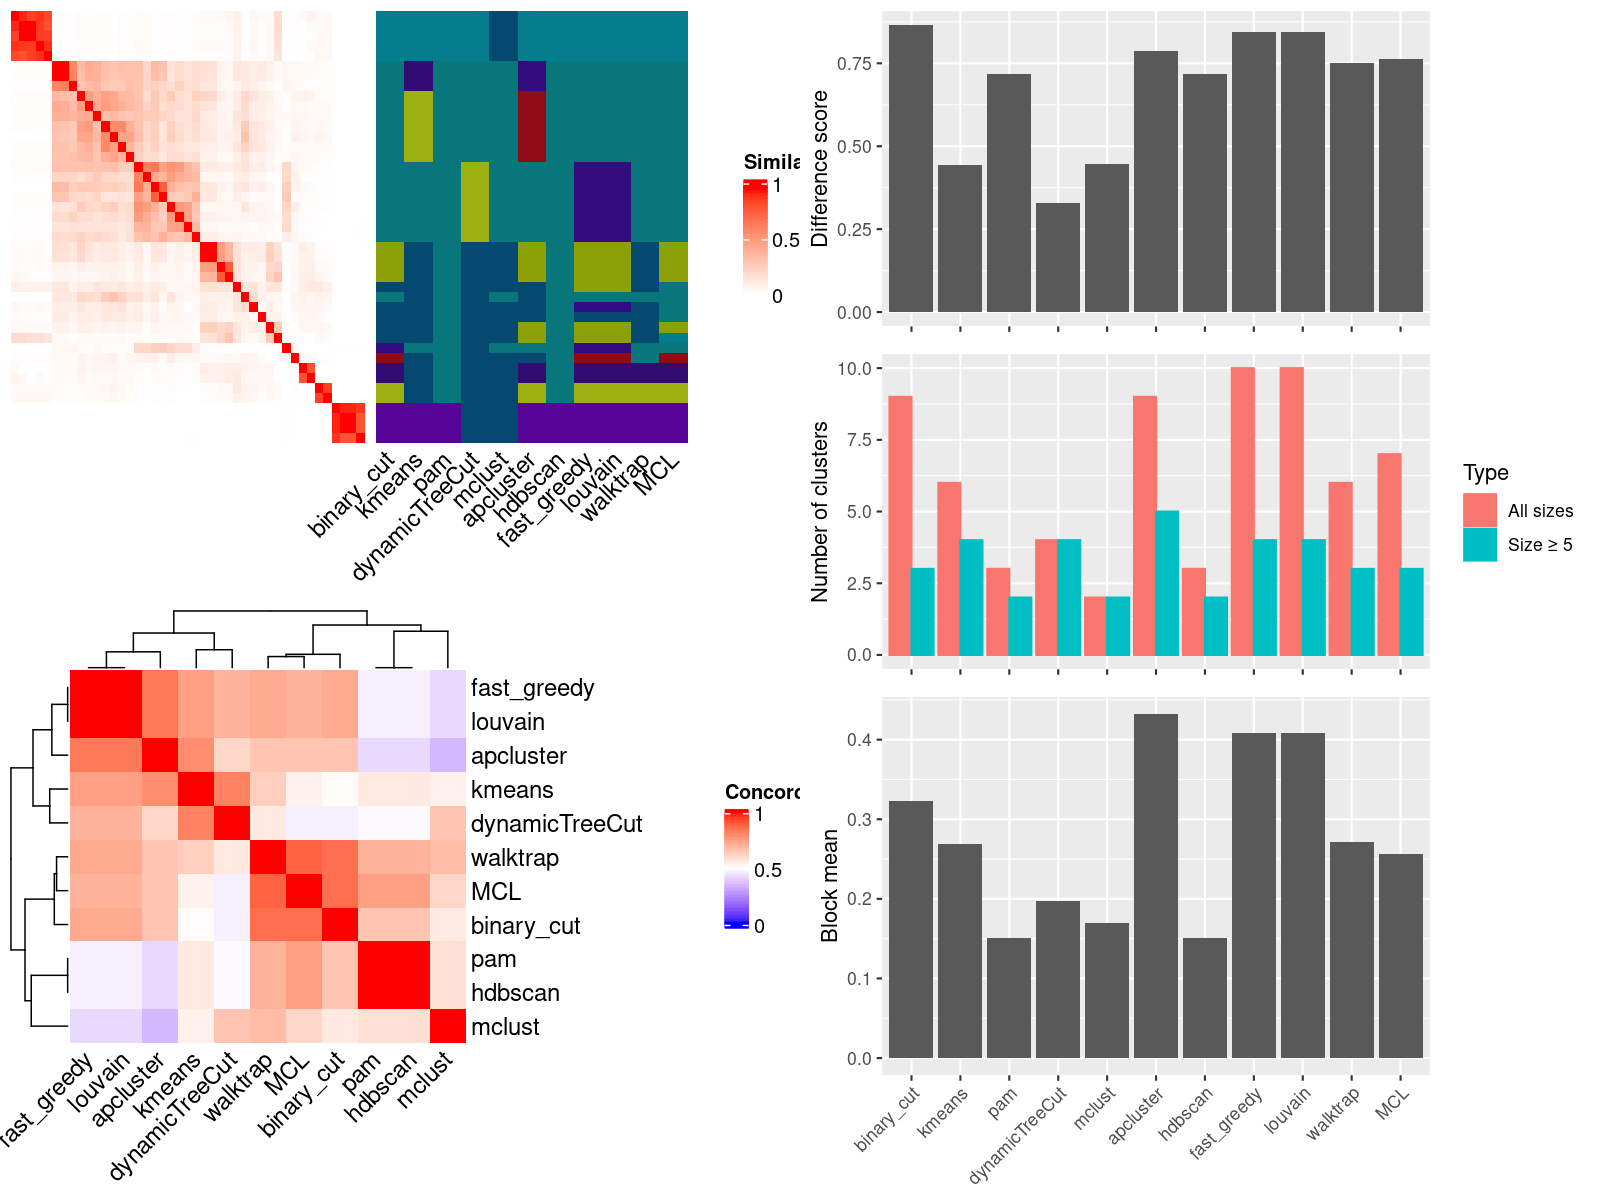 Simila
1
0.5
0
binary_cut
kmeans
pam
dynamicTreeCut
mclust
apcluster
hdbscan
fast_greedy
louvain
walktrap
MCL
fast_greedy
louvain
apcluster
kmeans
dynamicTreeCut
walktrap
MCL
binary_cut
pam
hdbscan
mclust
Concord
1
0.5
0
fast_greedy
louvain
apcluster
kmeans
dynamicTreeCut
walktrap
MCL
binary_cut
pam
hdbscan
mclust
Difference score
0.75
0.50
0.25
0.00
Number of clusters
10.0
7.5
5.0
2.5
0.0
Type
All sizes
Size ≥ 5
Block mean
0.4
0.3
0.2
0.1
0.0
binary_cut
kmeans
pam
dynamicTreeCut
mclust
apcluster
hdbscan
fast_greedy
louvain
walktrap
MCL